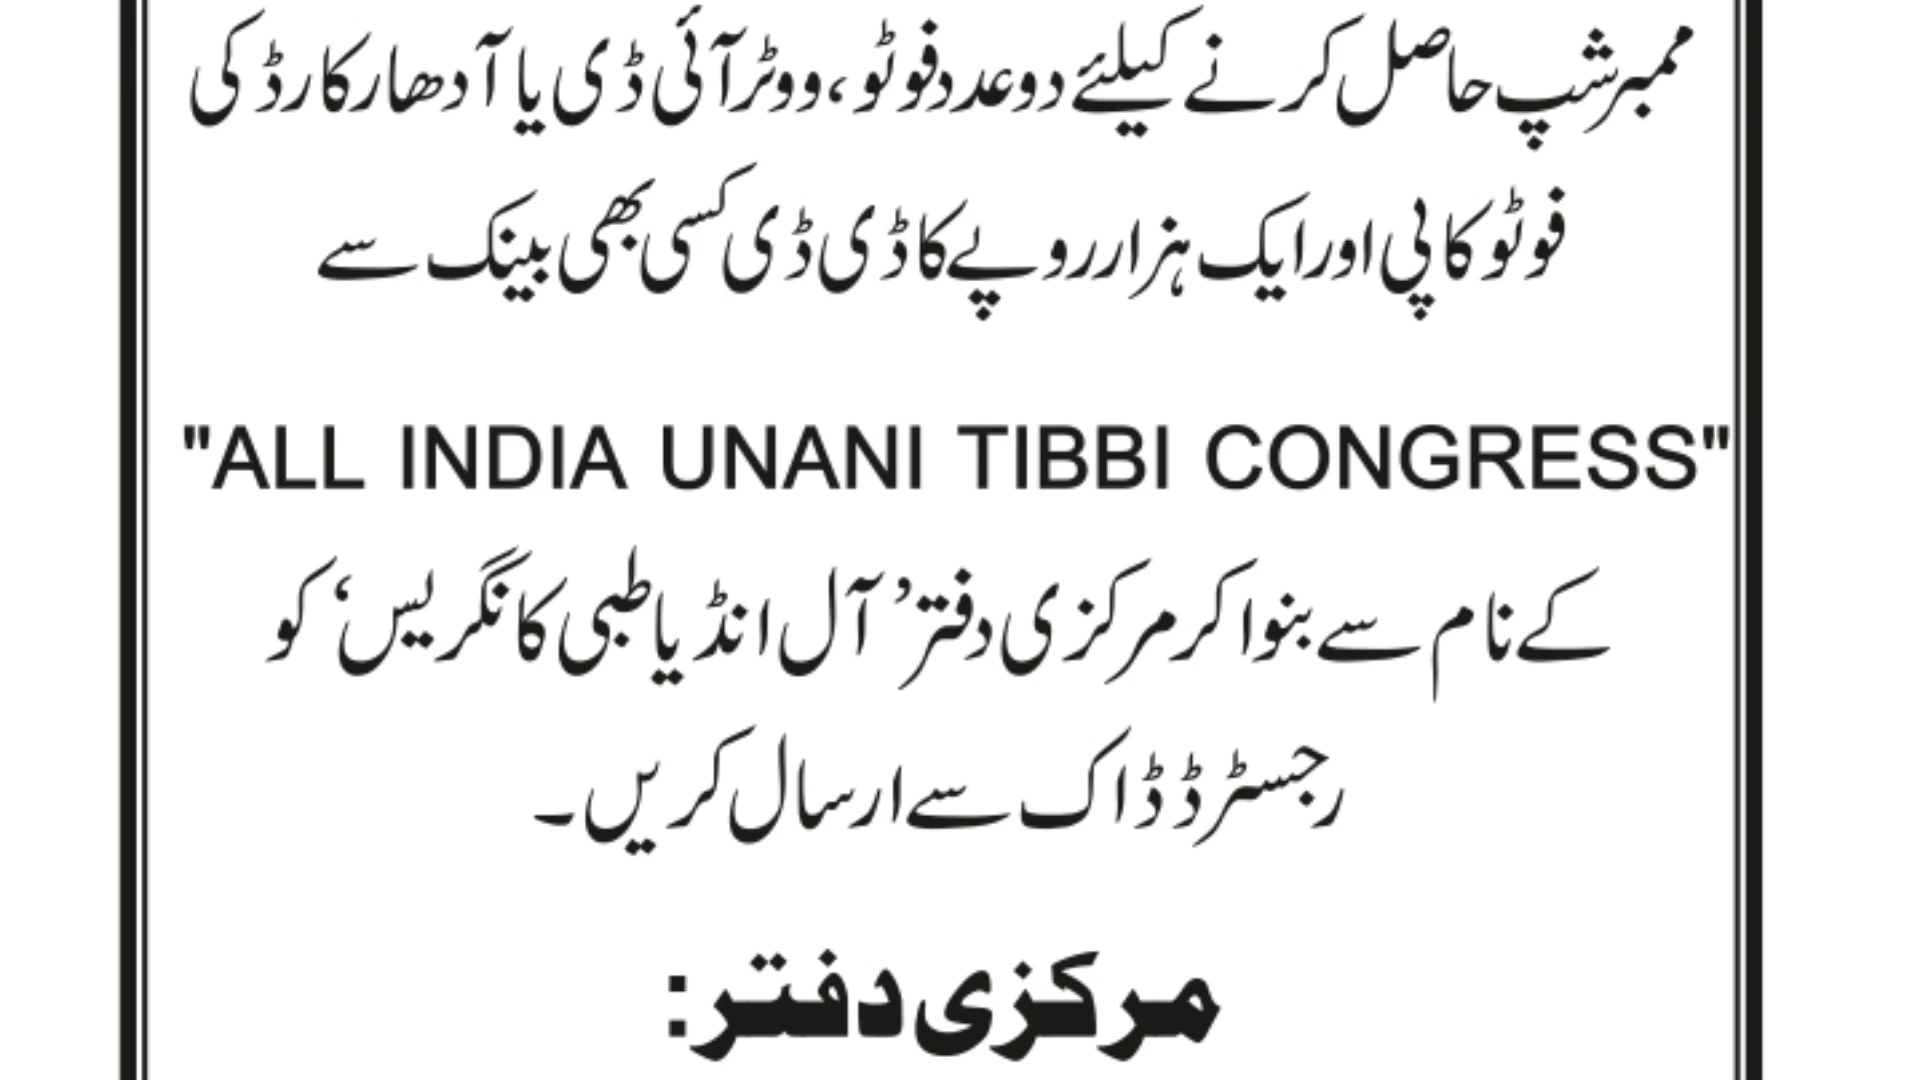 ممبرشپ حاصل کرنے کیلئے دو عدد فوٹو، ووٹر آئی ڈی یا آدھار کارڈ کی
فوٹو کاپی اور ایک ہزار روپے کا ڈی ڈی کسی بھی بینک سے
"ALL INDIA UNANI TIBBI CONGRESS"
کے نام سے بنوا کر مرکزی دفتر ’آل انڈیا طبی کانگریس‘ کو
رجسٹرڈ ڈاک سے ارسال کریں۔
مرکزی دفتر: